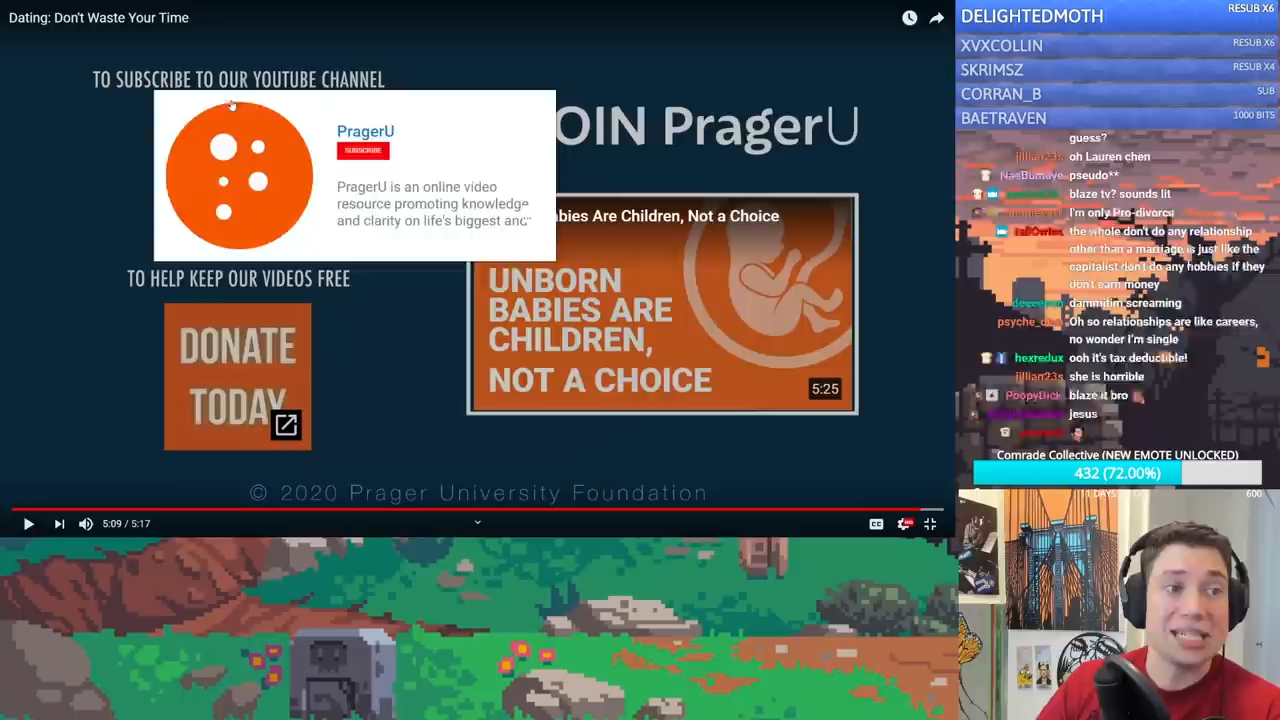 Dating: Don't Waste Your Time
TO SUBSCRIBE TO OUR YOUTUBE CHANNEL
PragerU
SUBSCRIBE
PragerU is an online video
resource promoting knowledge
and clarity on life's biggest and
OIN PragerU
abies Are Children, Not a Choice
UNBORN
BABIES ARE
CHILDREN,
NOT A CHOICE
5:25
TO HELP KEEP OUR VIDEOS FREE
DONATE
TODAY
© 2020 Prager University Foundation
5:09 / 5:17
CC
DELIGHTEDMOTH RESUB X6
XVXCOLLIN RESUB X6
SKRIMSZ RESUB X4
CORRAN_B SUB
BAETRAVEN 1000 BITS
guess?
jillian23s oh Lauren chen
pseudo**
blaze tv? sounds lit
I'm only Pro-divorce
the whole don't do any relationship
other than a marriage is just like the
capitalist don't do any hobbies if they
don't earn money
dammitim screaming
Oh so relationships are like careers,
no wonder I'm single
hexredux ooh it's tax deductible!
jillian23s she is horrible
PoopyDick blaze it bro
jesus
Comrade Collective (NEW EMOTE UNLOCKED)
432 (72.00%)
600